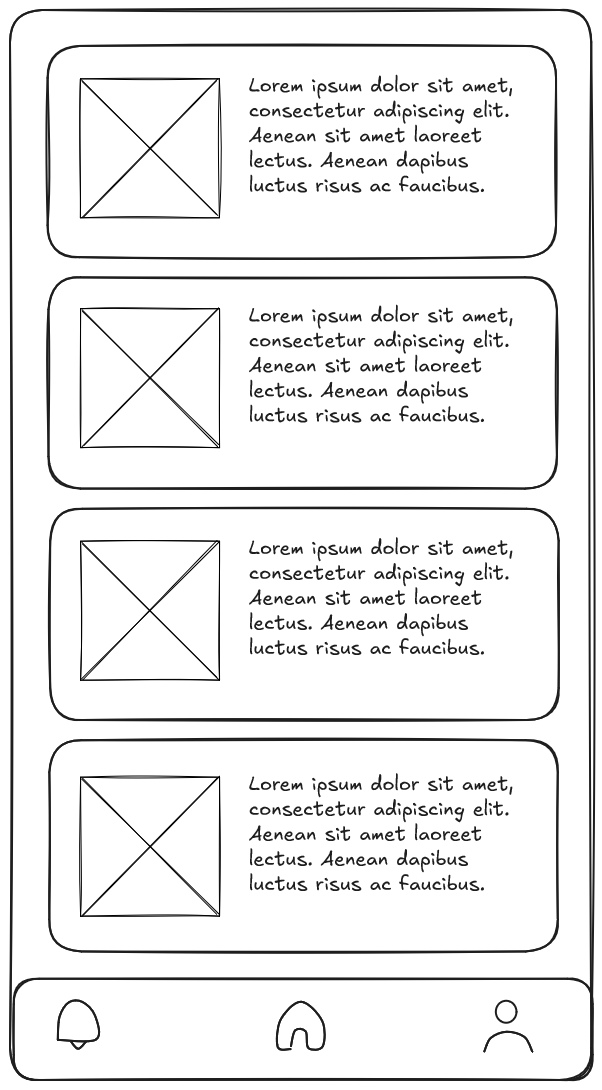 Lorem ipsum dolor sit amet,
consectetur adipiscing elit.
Aenean sit amet laoreet
lectus. Aenean dapibus
luctus risus ac faucibus.
Lorem ipsum dolor sit amet,
consectetur adipiscing elit.
Aenean sit amet laoreet
lectus. Aenean dapibus
luctus risus ac faucibus.
Lorem ipsum dolor sit amet,
consectetur adipiscing elit.
Aenean sit amet laoreet
lectus. Aenean dapibus
luctus risus ac faucibus.
Lorem ipsum dolor sit amet,
consectetur adipiscing elit.
Aenean sit amet laoreet
lectus. Aenean dapibus
luctus risus ac faucibus.